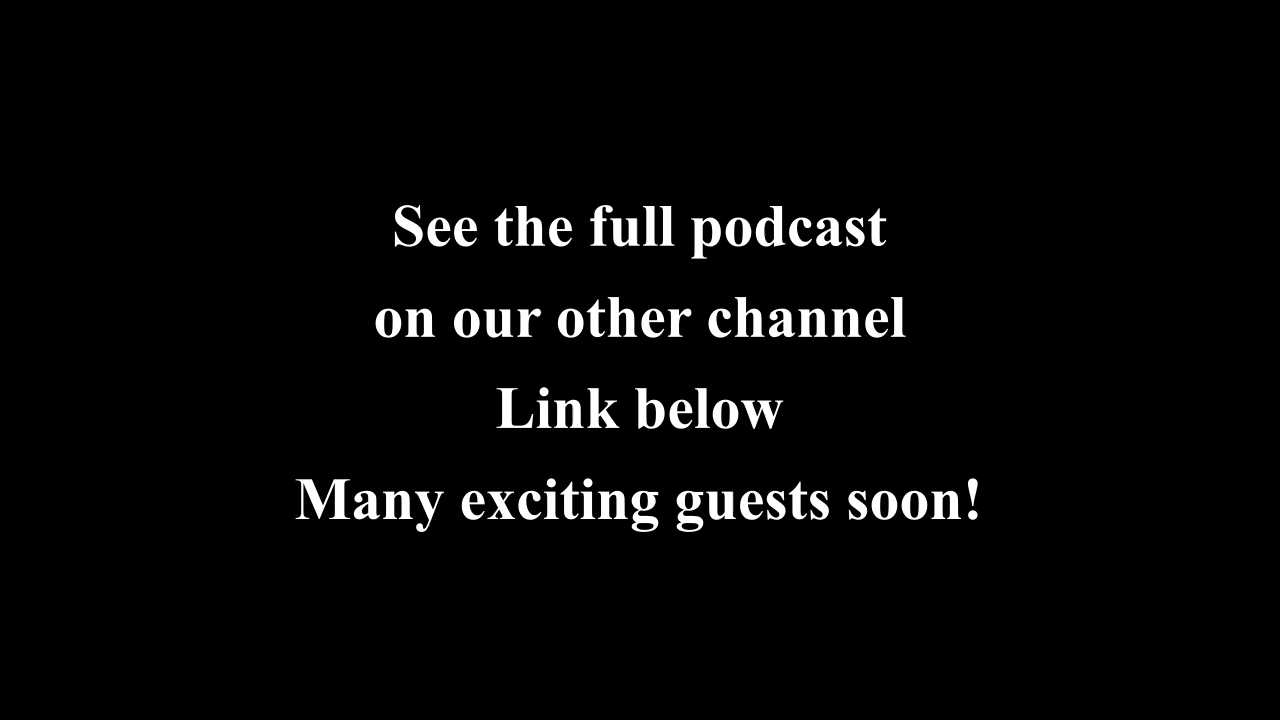 See the full podcast
on our other channel
Link below
Many exciting guests soon!